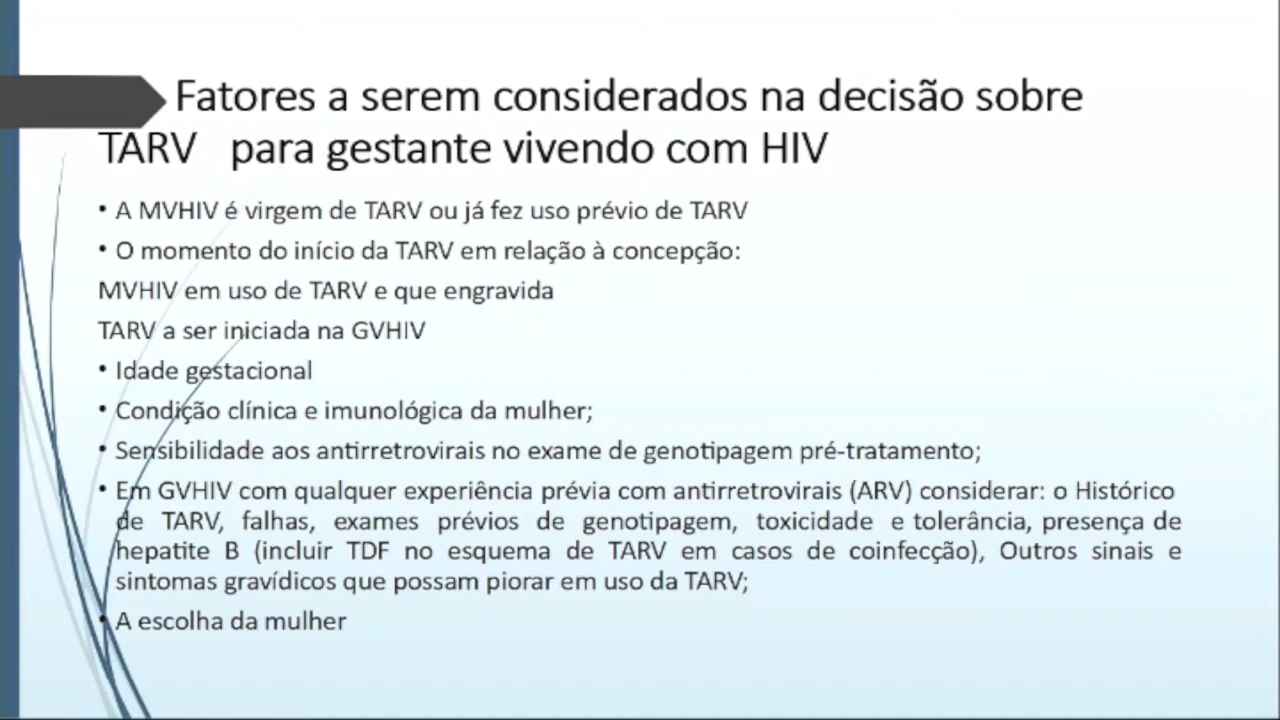 Fatores a serem considerados na decisão sobre
TARV para gestante vivendo com HIV
• A MVHIV é virgem de TARV ou já fez uso prévio de TARV
• O momento do início da TARV em relação à concepção:
MVHIV em uso de TARV e que engravida
TARV a ser iniciada na GVHIV
• Idade gestacional
• Condição clínica e imunológica da mulher;
• Sensibilidade aos antirretrovirais no exame de genotipagem pré-tratamento;
• Em GVHIV com qualquer experiência prévia com antirretrovirais (ARV) considerar: o Histórico
de TARV, falhas, exames prévios de genotipagem, toxicidade e tolerância, presença de
hepatite B (incluir TDF no esquema de TARV em casos de coinfecção), Outros sinais e
sintomas gravídicos que possam piorar em uso da TARV;
• A escolha da mulher